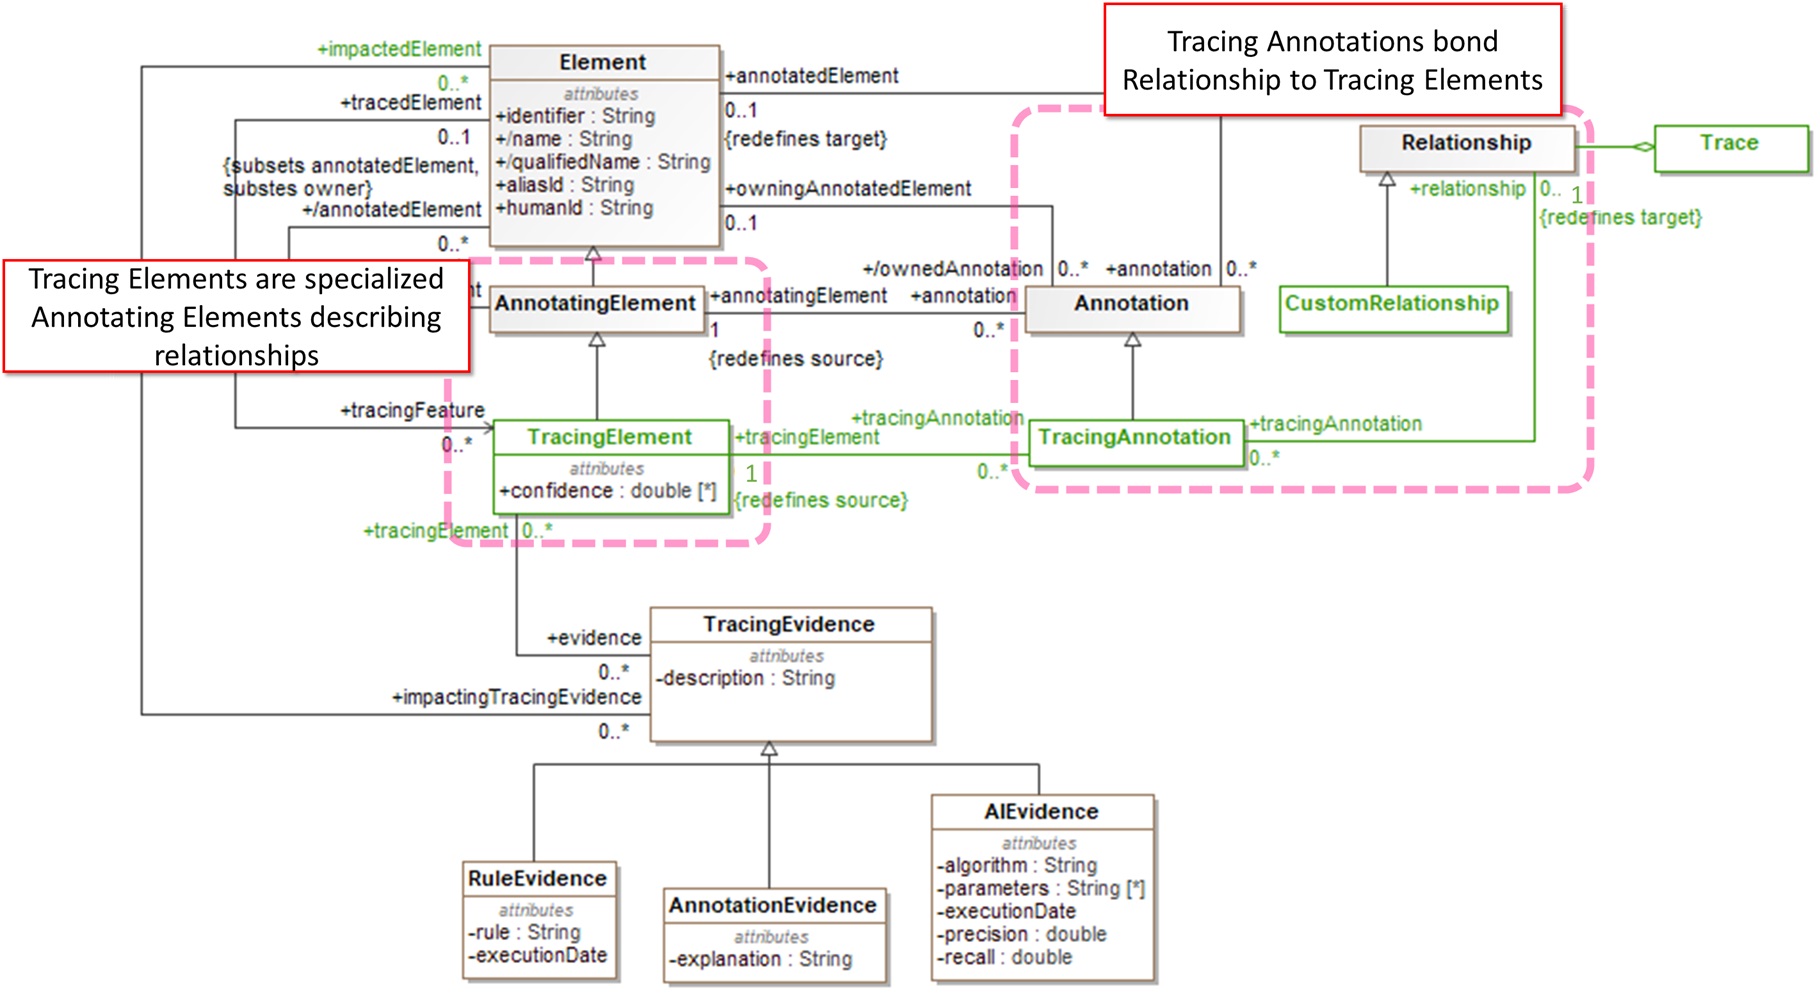 +impactedElement
0..*
+tracedElement
0..1
{subsets annotatedElement,
substes owner}
+/annotatedElement
0..*
Element
attributes
+identifier : String
+/name : String
+/qualifiedName : String
+aliasId : String
+humanId : String
+annotatedElement
0..1
{redefines target}
+owningAnnotatedElement
0..1
Tracing Annotations bond
Relationship to Tracing Elements
Relationship
Trace
+relationship
0.. 1
{redefines target}
Tracing Elements are specialized
Annotating Elements describing
relationships
nt
AnnotatingElement
+annotatingElement
1
{redefines source}
+annotation
0..*
+/ownedAnnotation
0..*
+annotation
0..*
Annotation
CustomRelationship
+tracingFeature
0..*
TracingElement
attributes
+confidence : double [*]
+tracingElement
1
{redefines source}
+tracingAnnotation
0..*
TracingAnnotation
+tracingAnnotation
0..*
+tracingElement
0..*
+evidence
0..*
+impactingTracingEvidence
0..*
TracingEvidence
attributes
-description : String
RuleEvidence
attributes
-rule : String
-executionDate
AnnotationEvidence
attributes
-explanation : String
AIEvidence
attributes
-algorithm : String
-parameters : String [*]
-executionDate
-precision : double
-recall : double